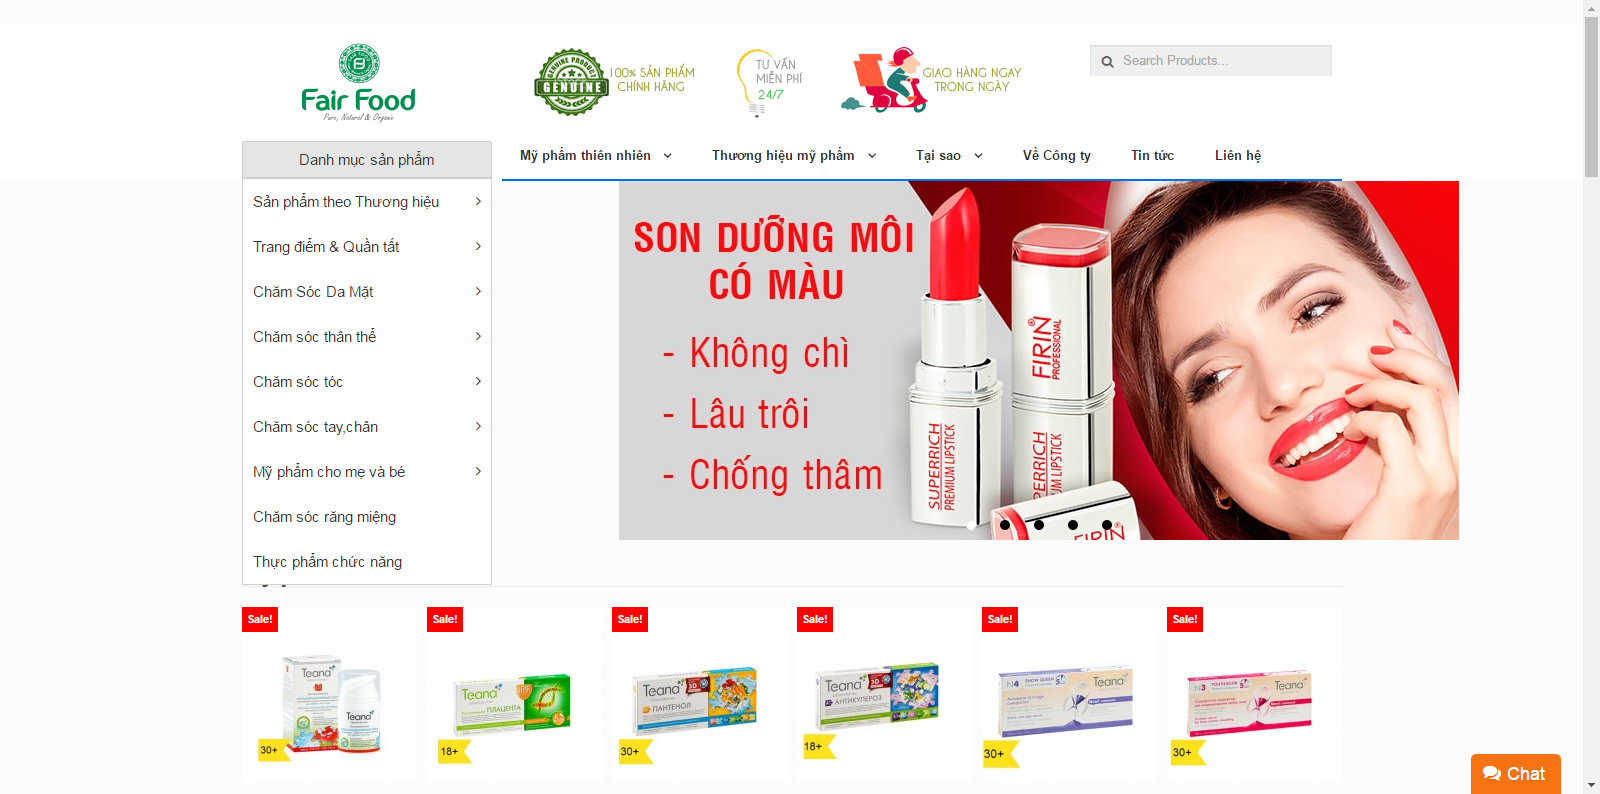 Fair Food
Pure, Natural & Organic
GENUINE PRODUCT
GENUINE
100% SẢN PHẨM
CHÍNH HÃNG
TƯ VẤN
MIỄN PHÍ
24/7
GIAO HÀNG NGAY
TRONG NGÀY
Search Products...
Danh mục sản phẩm
Mỹ phẩm thiên nhiên
Thương hiệu mỹ phẩm
Tại sao
Về Công ty
Tin tức
Liên hệ
Sản phẩm theo Thương hiệu
Trang điểm & Quần tất
Chăm Sóc Da Mặt
Chăm sóc thân thể
Chăm sóc tóc
Chăm sóc tay,chân
Mỹ phẩm cho mẹ và bé
Chăm sóc răng miệng
Thực phẩm chức năng
SON DƯỠNG MÔI
CÓ MÀU
- Không chì
- Lâu trôi
- Chống thâm
SUPERRICH
PREMIUM LIPSTICK
FIRIN®
PROFESSIONAL
SUPERRICH
UM LIPSTICK
FIRIN
Sale!
Sale!
Sale!
Sale!
Sale!
Sale!
Teana
Teana
30+
Teana
ПЛАЦЕНТА
18+
Teana
3D
ПАНТЕНОЛ
30+
Teana
3D
АНТИКУПЕРОЗ
18+
N4
SNOW QUEEN
Teana
30+
N3
YOUTH ELIXIR
Teana
30+
Chat